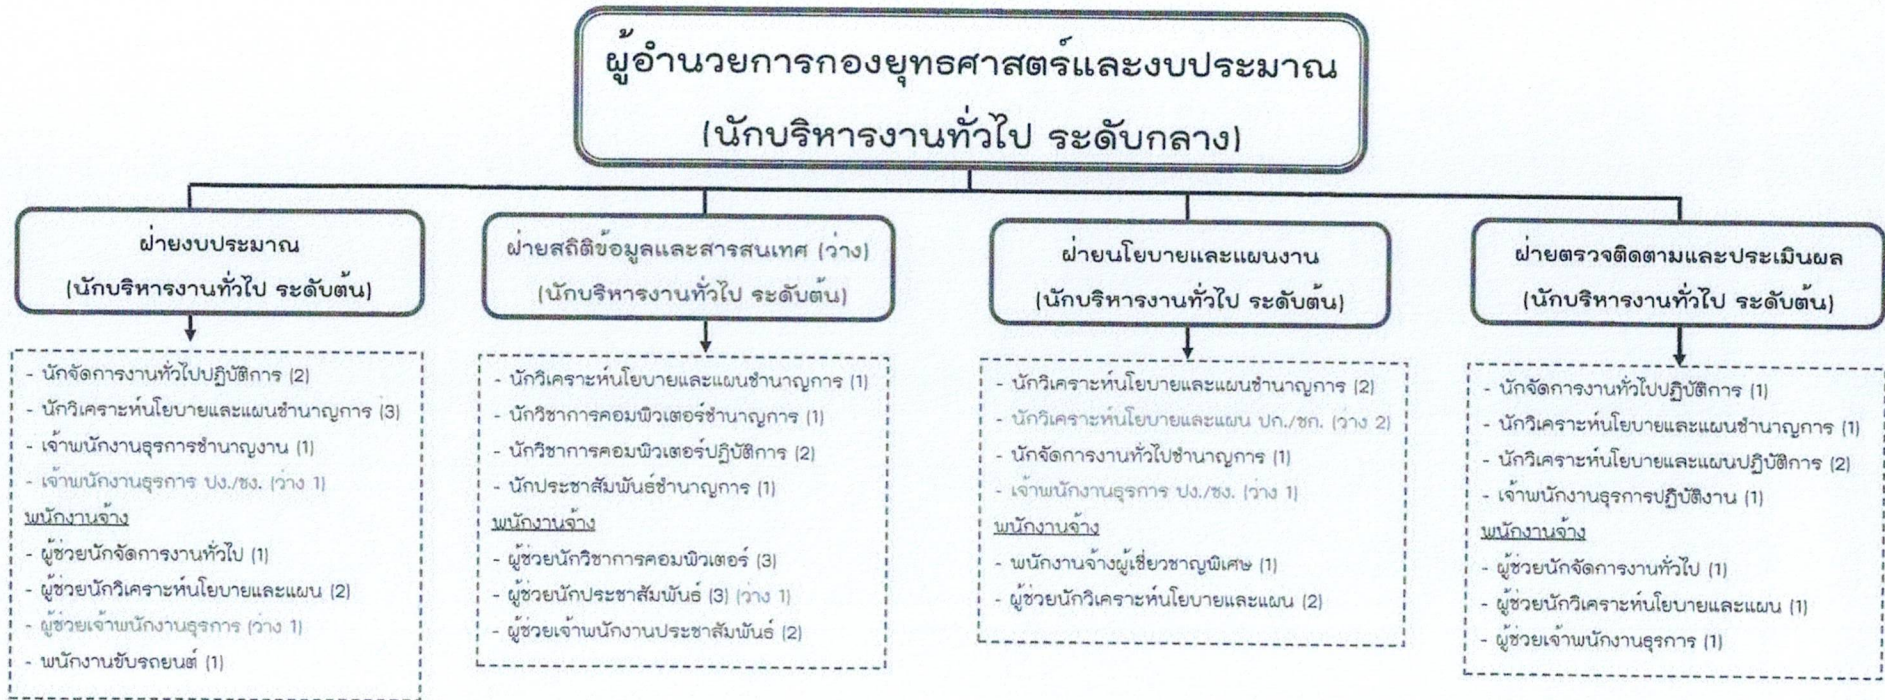 ผู้อำนวยการกองยุทธศาสตร์และงบประมาณ
(นักบริหารงานทั่วไป ระดับกลาง)
ฝ่ายงบประมาณ
(นักบริหารงานทั่วไป ระดับต้น)
- นักจัดการงานทั่วไปปฏิบัติการ (2)
- นักวิเคราะห์นโยบายและแผนชำนาญการ (3)
- เจ้าพนักงานธุรการชำนาญงาน (1)
- เจ้าพนักงานธุรการ ปง./ชง. (ว่าง 1)
พนักงานจ้าง
- ผู้ช่วยนักจัดการงานทั่วไป (1)
- ผู้ช่วยนักวิเคราะห์นโยบายและแผน (2)
- ผู้ช่วยเจ้าพนักงานธุรการ (ว่าง 1)
- พนักงานขับรถยนต์ (1)
ฝ่ายสถิติข้อมูลและสารสนเทศ (ว่าง)
(นักบริหารงานทั่วไป ระดับต้น)
- นักวิเคราะห์นโยบายและแผนชำนาญการ (1)
- นักวิชาการคอมพิวเตอร์ชำนาญการ (1)
- นักวิชาการคอมพิวเตอร์ปฏิบัติการ (2)
- นักประชาสัมพันธ์ชำนาญการ (1)
พนักงานจ้าง
- ผู้ช่วยนักวิชาการคอมพิวเตอร์ (3)
- ผู้ช่วยนักประชาสัมพันธ์ (3) (ว่าง 1)
- ผู้ช่วยเจ้าพนักงานประชาสัมพันธ์ (2)
ฝ่ายนโยบายและแผนงาน
(นักบริหารงานทั่วไป ระดับต้น)
- นักวิเคราะห์นโยบายและแผนชำนาญการ (2)
- นักวิเคราะห์นโยบายและแผน ปก./ชก. (ว่าง 2)
- นักจัดการงานทั่วไปชำนาญการ (1)
- เจ้าพนักงานธุรการ ปง./ชง. (ว่าง 1)
พนักงานจ้าง
- พนักงานจ้างผู้เชี่ยวชาญพิเศษ (1)
- ผู้ช่วยนักวิเคราะห์นโยบายและแผน (2)
ฝ่ายตรวจติดตามและประเมินผล
(นักบริหารงานทั่วไป ระดับต้น)
- นักจัดการงานทั่วไปปฏิบัติการ (1)
- นักวิเคราะห์นโยบายและแผนชำนาญการ (1)
- นักวิเคราะห์นโยบายและแผนปฏิบัติการ (2)
- เจ้าพนักงานธุรการปฏิบัติงาน (1)
พนักงานจ้าง
- ผู้ช่วยนักจัดการงานทั่วไป (1)
- ผู้ช่วยนักวิเคราะห์นโยบายและแผน (1)
- ผู้ช่วยเจ้าพนักงานธุรการ (1)